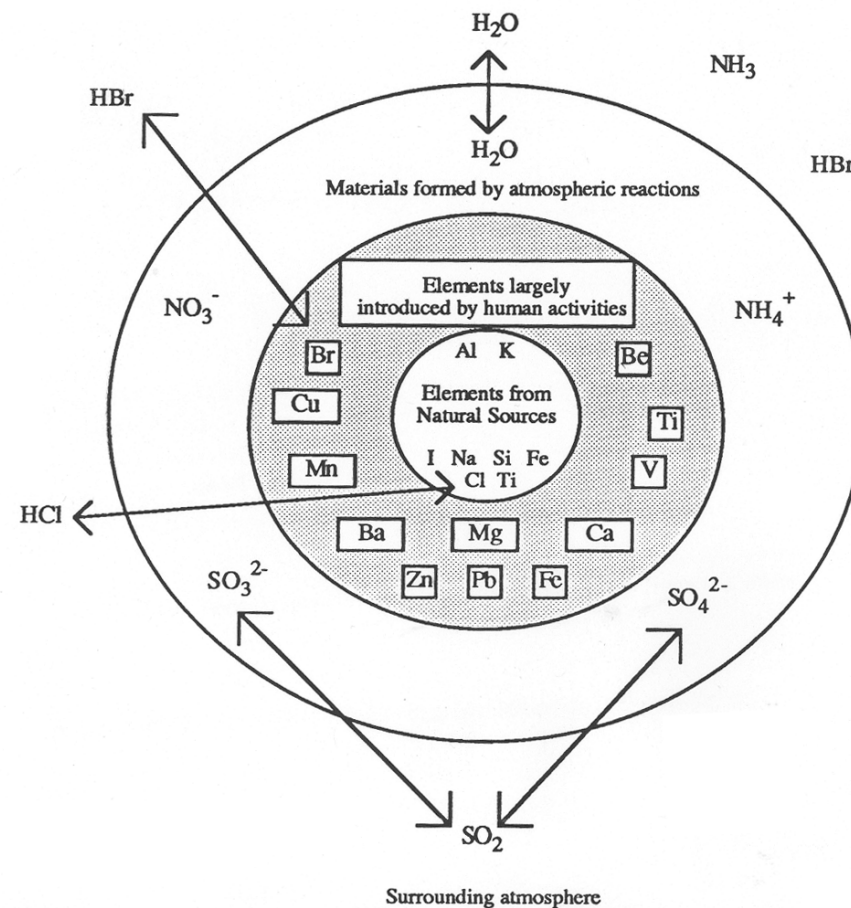 H₂O
NH₃
HBr
H₂O
HBr
Materials formed by atmospheric reactions
Elements largely
introduced by human activities
NO₃⁻
NH₄⁺
Al K
Br
Be
Elements from
Natural Sources
Cu
Ti
I Na Si Fe
Cl Ti
Mn
V
HCl
Ba
Mg
Ca
SO₃²⁻
Zn
Pb
Fe
SO₄²⁻
SO₂
Surrounding atmosphere